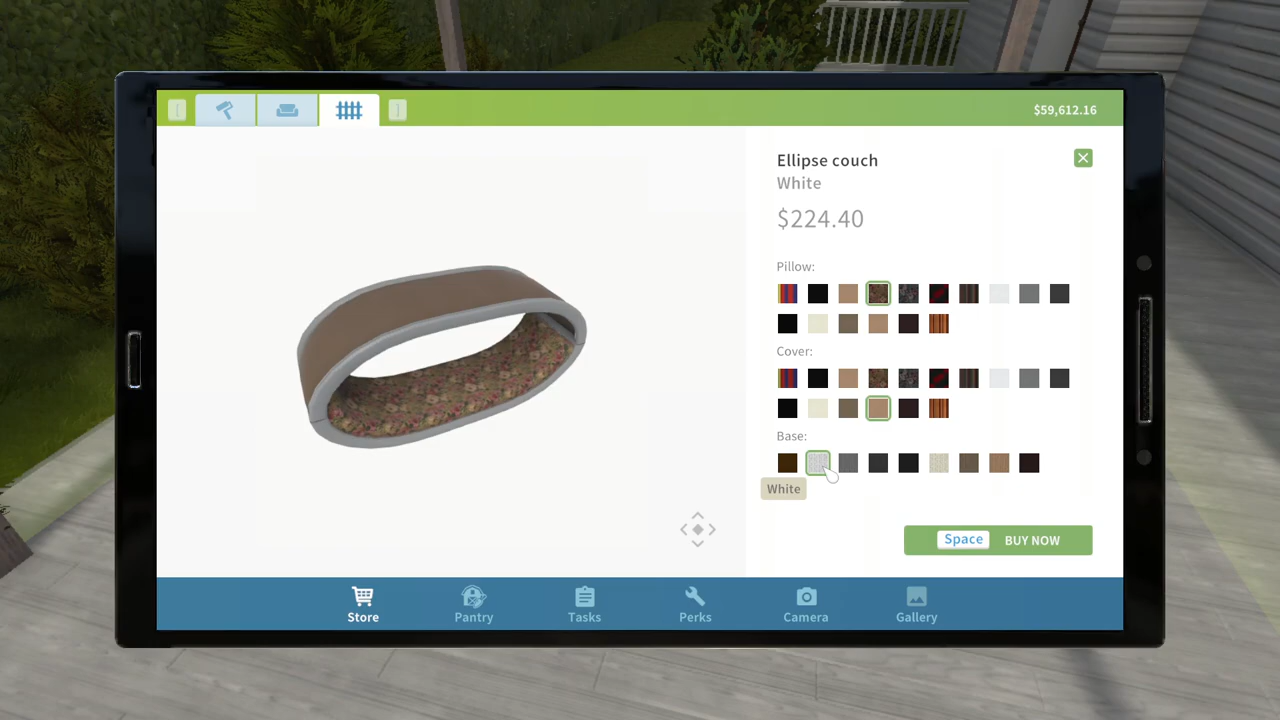 $59,612.16
Ellipse couch
White
$224.40
Pillow:
Cover:
Base:
White
Space BUY NOW
Store Pantry Tasks Perks Camera Gallery